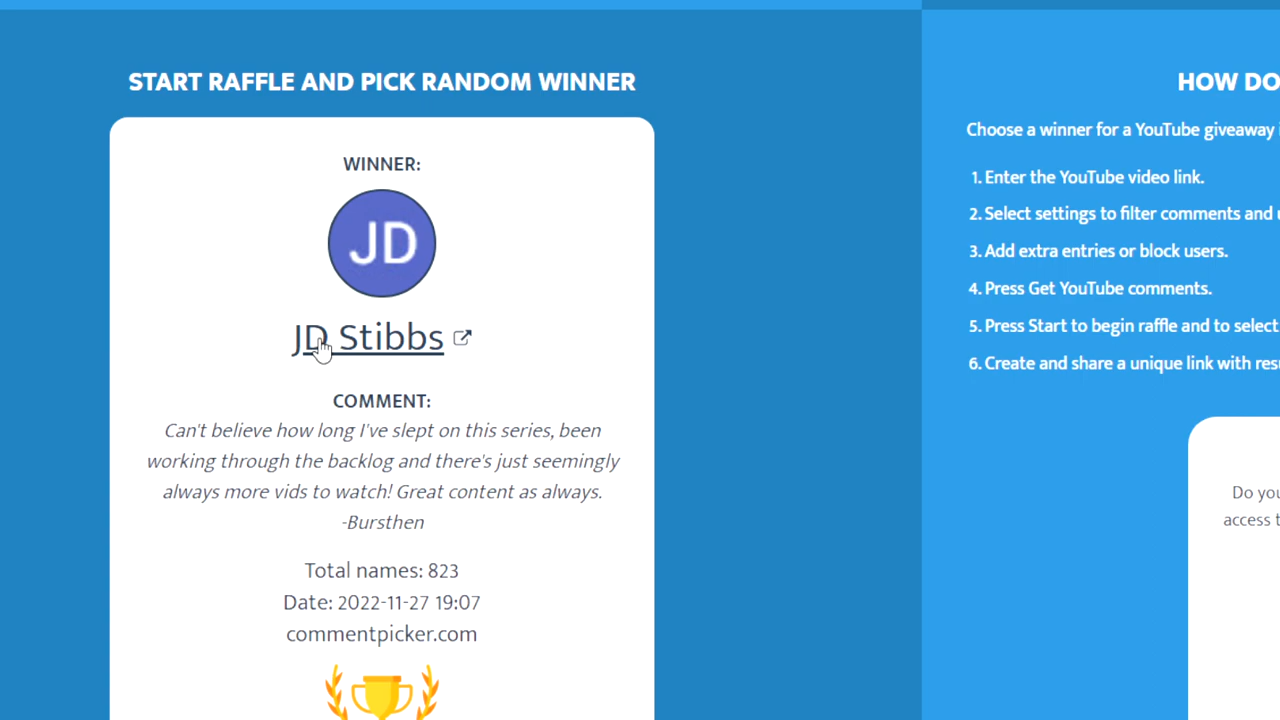 START RAFFLE AND PICK RANDOM WINNER
WINNER:
JD
JD Stibbs
COMMENT:
Can't believe how long I've slept on this series, been
working through the backlog and there's just seemingly
always more vids to watch! Great content as always.
-Bursthen
Total names: 823
Date: 2022-11-27 19:07
commentpicker.com
HOW DO
Choose a winner for a YouTube giveaway
1. Enter the YouTube video link.
2. Select settings to filter comments and
3. Add extra entries or block users.
4. Press Get YouTube comments.
5. Press Start to begin raffle and to select
6. Create and share a unique link with
Do
access